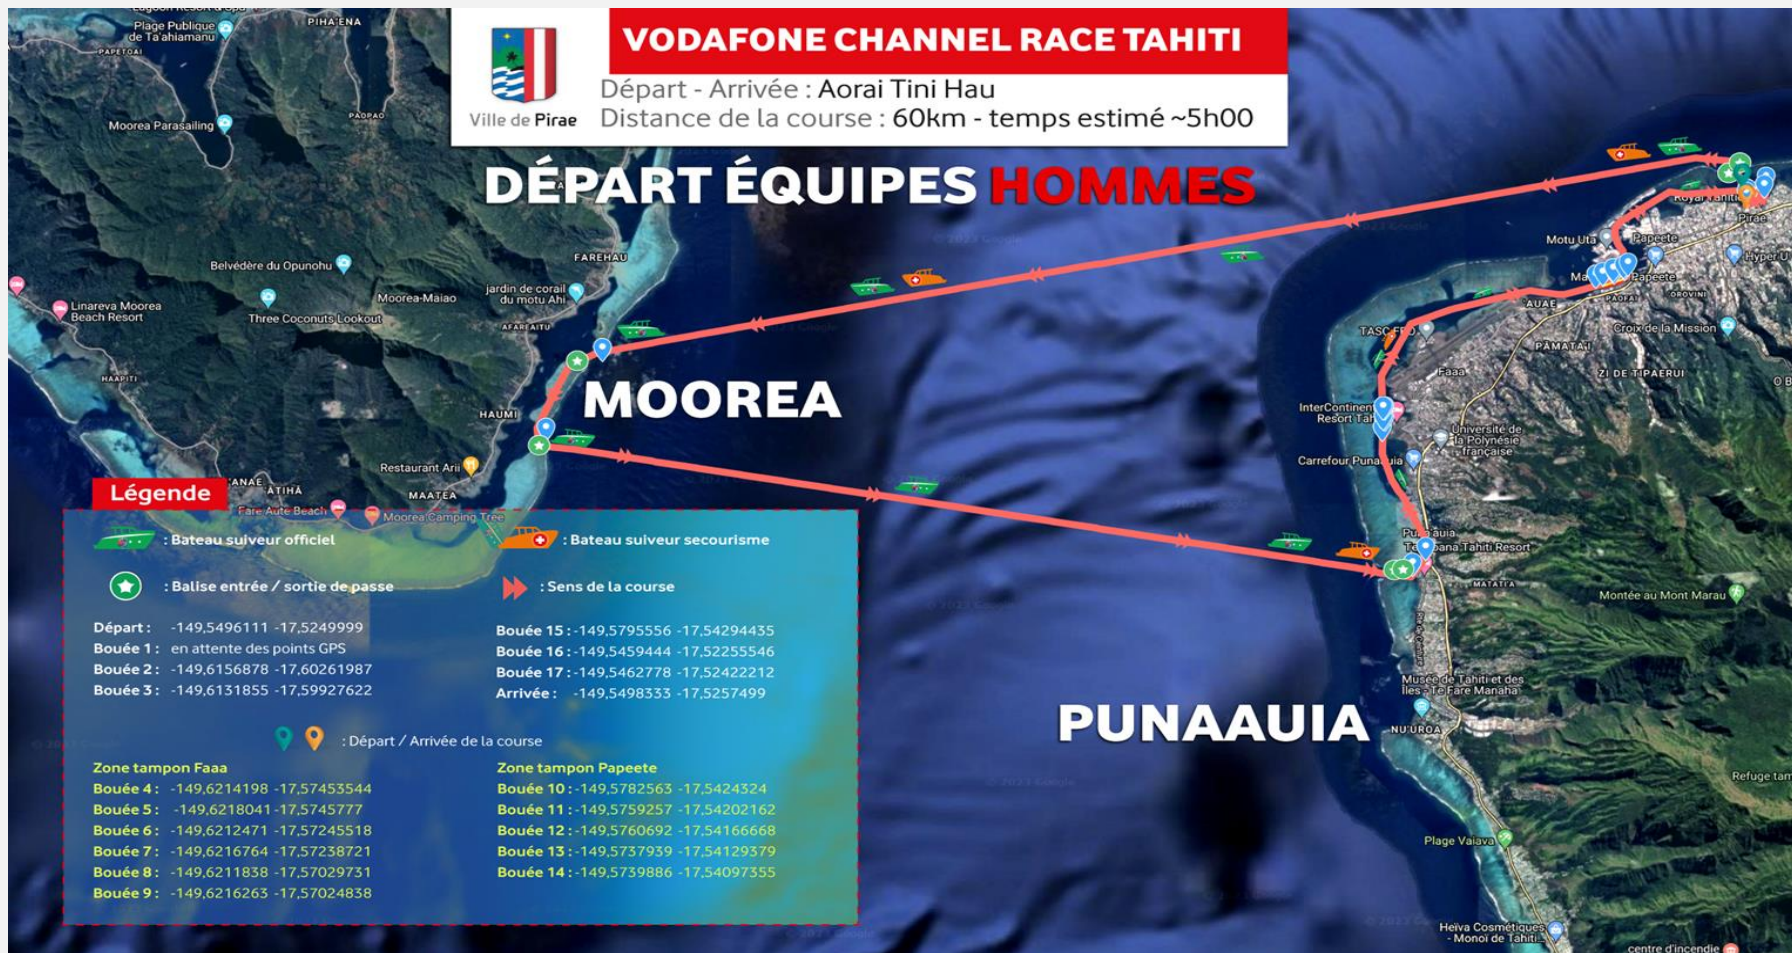 VODAFONE CHANNEL RACE TAHITI
Ville de Pirae
Départ - Arrivée : Aorai Tini Hau
Distance de la course : 60km - temps estimé ~5h00
DÉPART ÉQUIPES HOMMES
Plage Publique
de Ta'ahiamanu
PIHA'ENA
PAPETOAI
PAOPAO
Moorea Parasailing
Belvédère du Opunohu
FAREHAU
jardin de corail
du motu Ahi
Moorea-Maiao
Linareva Moorea
Beach Resort
Three Coconuts Lookout
AFAREAITU
HAAPITI
HAUMI
MOOREA
Restaurant Arii
MAATEA
ÀTIHĀ
Fare Aute Beach
Moorea Camping Tree
Motu Uta
Papeete
Pirae
Hyper U
Papeete
PAOFAI
OROVINI
AUAE
Croix de la Mission
PĀMATA'I
Faaa
ZI DE TIPAERUI
InterContinen
Resort Tah
Université de
la Polynésie
française
Carrefour Punaauia
Tahiti Resort
MATATIA
Montée au Mont Marau
Musée de Tahiti et des
Îles - Te Fare Manaha
PUNAAUIA
NU'UROA
Refuge tam
Plage Vaiava
Heïva Cosmétiques
- Monoï de Tahiti...
centre d'incendie
Légende
: Bateau suiveur officiel
: Bateau suiveur secourisme
: Balise entrée / sortie de passe
: Sens de la course
Départ : -149,5496111 -17,5249999
Bouée 1 : en attente des points GPS
Bouée 2 : -149,6156878 -17,60261987
Bouée 3 : -149,6131855 -17,59927622
Bouée 15 : -149,5795556 -17,54294435
Bouée 16 : -149,5459444 -17,52255546
Bouée 17 : -149,5462778 -17,52422212
Arrivée : -149,5498333 -17,5257499
: Départ / Arrivée de la course
Zone tampon Faaa
Bouée 4 : -149,6214198 -17,57453544
Bouée 5 : -149,6218041 -17,5745777
Bouée 6 : -149,6212471 -17,57245518
Bouée 7 : -149,6216764 -17,57238721
Bouée 8 : -149,6211838 -17,57029731
Bouée 9 : -149,6216263 -17,57024838
Zone tampon Papeete
Bouée 10 : -149,5782563 -17,5424324
Bouée 11 : -149,5759257 -17,54202162
Bouée 12 : -149,5760692 -17,54166668
Bouée 13 : -149,5737939 -17,54129379
Bouée 14 : -149,5739886 -17,54097355